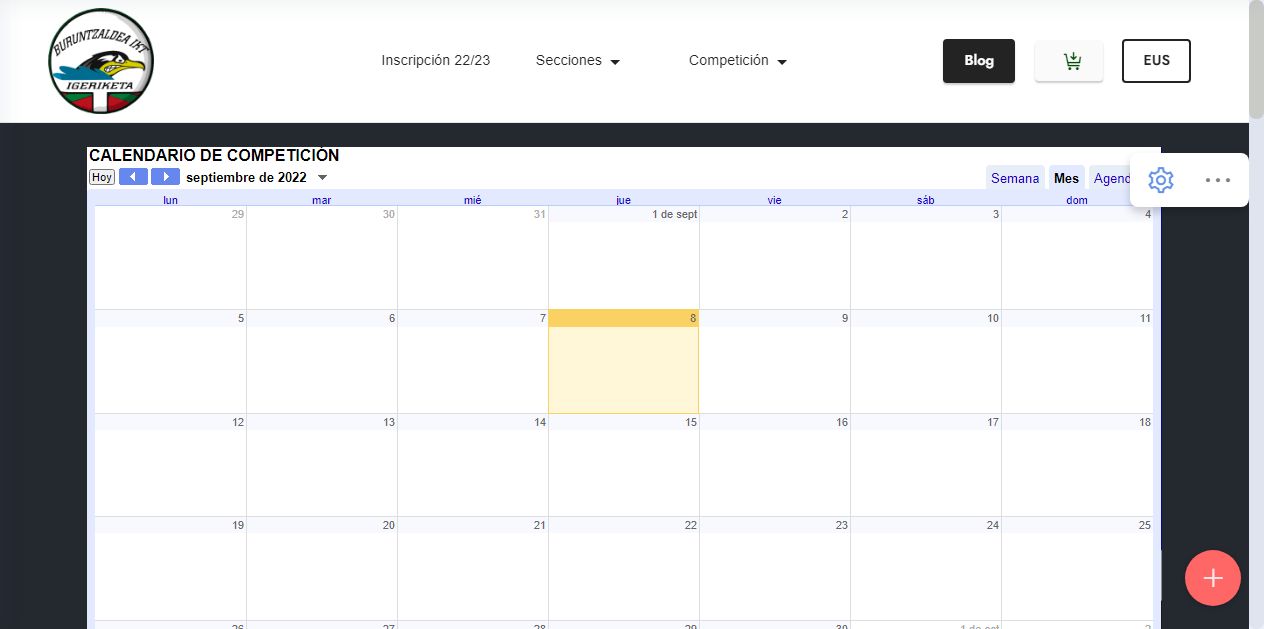 BURUNTZALDEA IKT
IGERIKETA
Inscripción 22/23
Secciones
Competición
Blog
EUS
CALENDARIO DE COMPETICIÓN
Hoy
septiembre de 2022
Semana
Mes
Agend
lun mar mié jue vie sáb dom
29 30 31 1 de sept 2 3 4
5 6 7 8 9 10 11
12 13 14 15 16 17 18
19 20 21 22 23 24 25
26 27 28 29 30 1 de oct 2